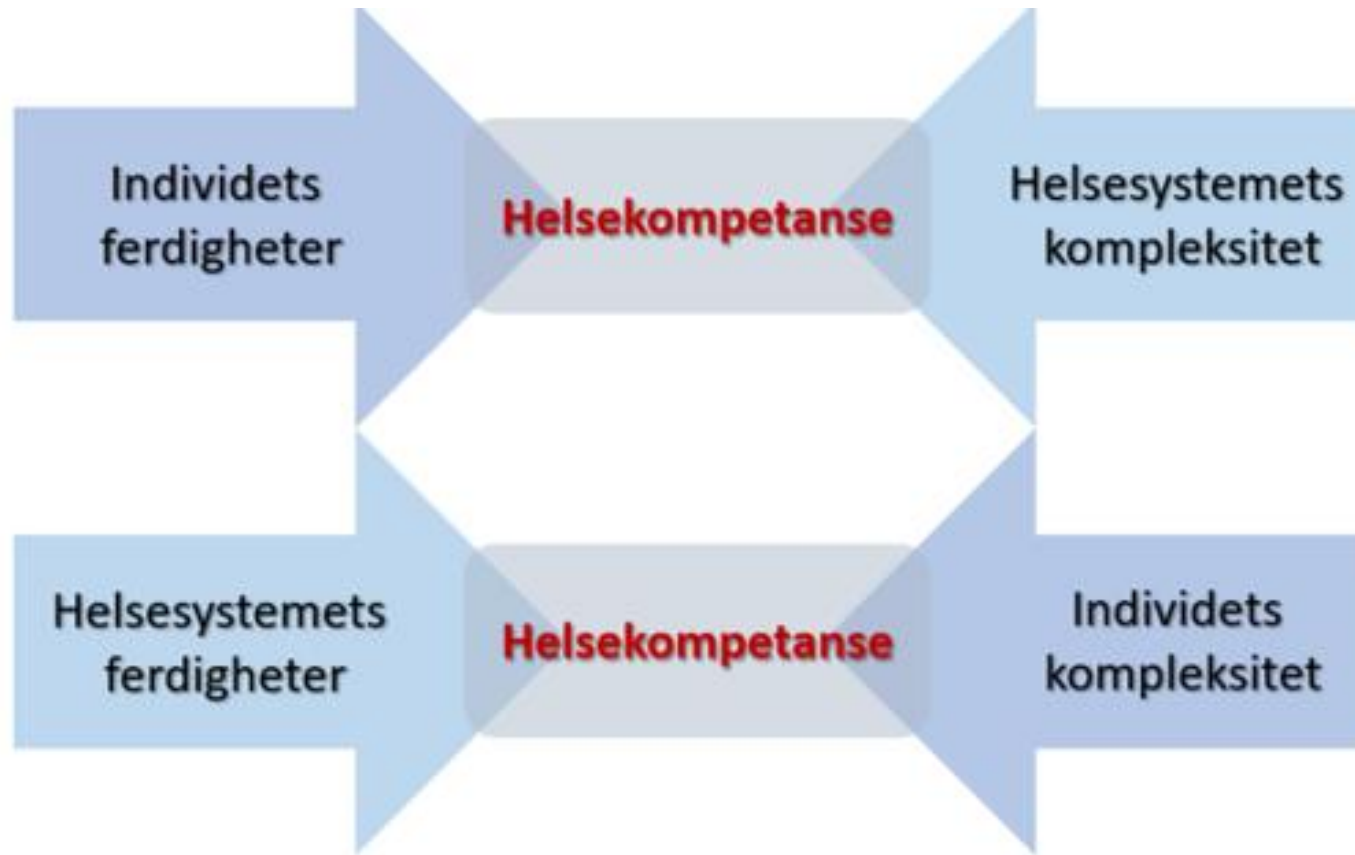 Individets
ferdigheter
Helsekompetanse
Helsesystemets
kompleksitet
Helsesystemets
ferdigheter
Helsekompetanse
Individets
kompleksitet